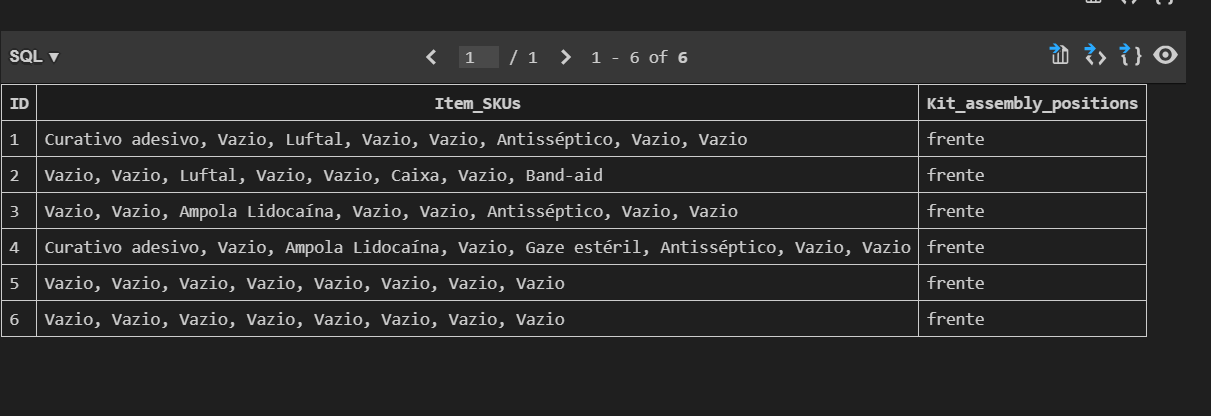 SQL ▼ 1 / 1 1 - 6 of 6
ID Item_SKUs Kit_assembly_positions
1 Curativo adesivo, Vazio, Luftal, Vazio, Vazio, Antisséptico, Vazio, Vazio frente
2 Vazio, Vazio, Luftal, Vazio, Vazio, Caixa, Vazio, Band-aid frente
3 Vazio, Vazio, Ampola Lidocaína, Vazio, Vazio, Antisséptico, Vazio, Vazio frente
4 Curativo adesivo, Vazio, Ampola Lidocaína, Vazio, Gaze estéril, Antisséptico, Vazio, Vazio frente
5 Vazio, Vazio, Vazio, Vazio, Vazio, Vazio, Vazio, Vazio frente
6 Vazio, Vazio, Vazio, Vazio, Vazio, Vazio, Vazio, Vazio frente